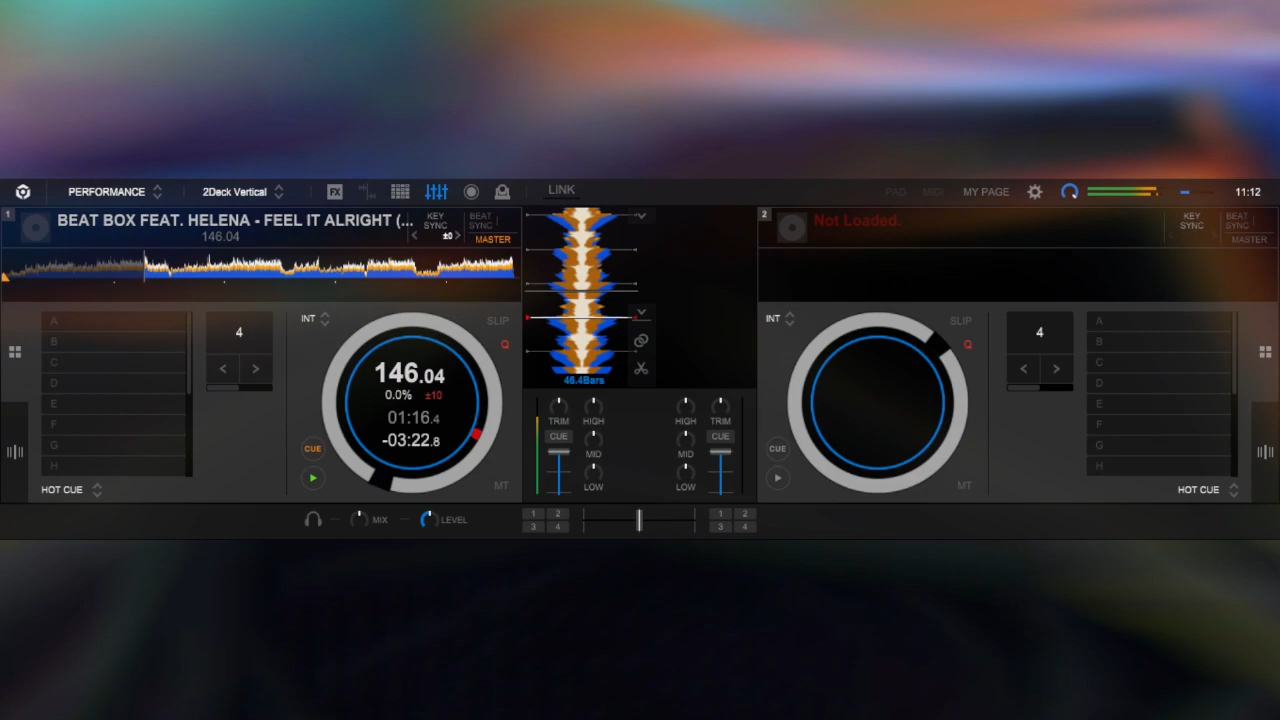 PERFORMANCE 2Deck Vertical FX LINK PAD MIDI MY PAGE 11:12
1 BEAT BOX FEAT. HELENA - FEEL IT ALRIGHT (... KEY SYNC BEAT SYNC
146.04 ±0 MASTER
2 Not Loaded. KEY SYNC BEAT SYNC
MASTER
A
B
C
D
E
F
G
H
HOT CUE
4
INT SLIP
Q
146.04
0.0% ±10
01:16.4
-03:22.8
CUE
MT
46.4Bars
TRIM HIGH HIGH TRIM
CUE CUE
MID MID
LOW LOW
INT SLIP
Q
CUE
MT
4
A
B
C
D
E
F
G
H
HOT CUE
MIX LEVEL
1 2 1 2
3 4 3 4